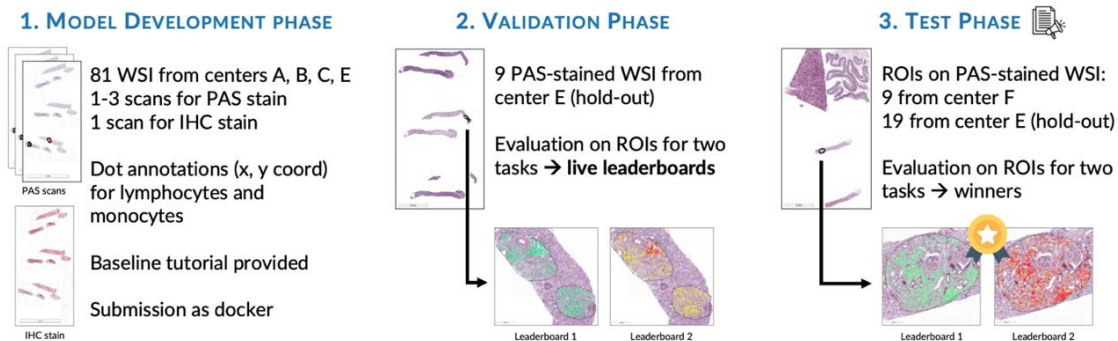 1. MODEL DEVELOPMENT PHASE
81 WSI from centers A, B, C, E
1-3 scans for PAS stain
1 scan for IHC stain
Dot annotations (x, y coord)
for lymphocytes and
monocytes
Baseline tutorial provided
Submission as docker
PAS scans
IHC stain
2. VALIDATION PHASE
9 PAS-stained WSI from
center E (hold-out)
Evaluation on ROIs for two
tasks → live leaderboards
Leaderboard 1
Leaderboard 2
3. TEST PHASE
ROIs on PAS-stained WSI:
9 from center F
19 from center E (hold-out)
Evaluation on ROIs for two
tasks → winners
Leaderboard 1
Leaderboard 2